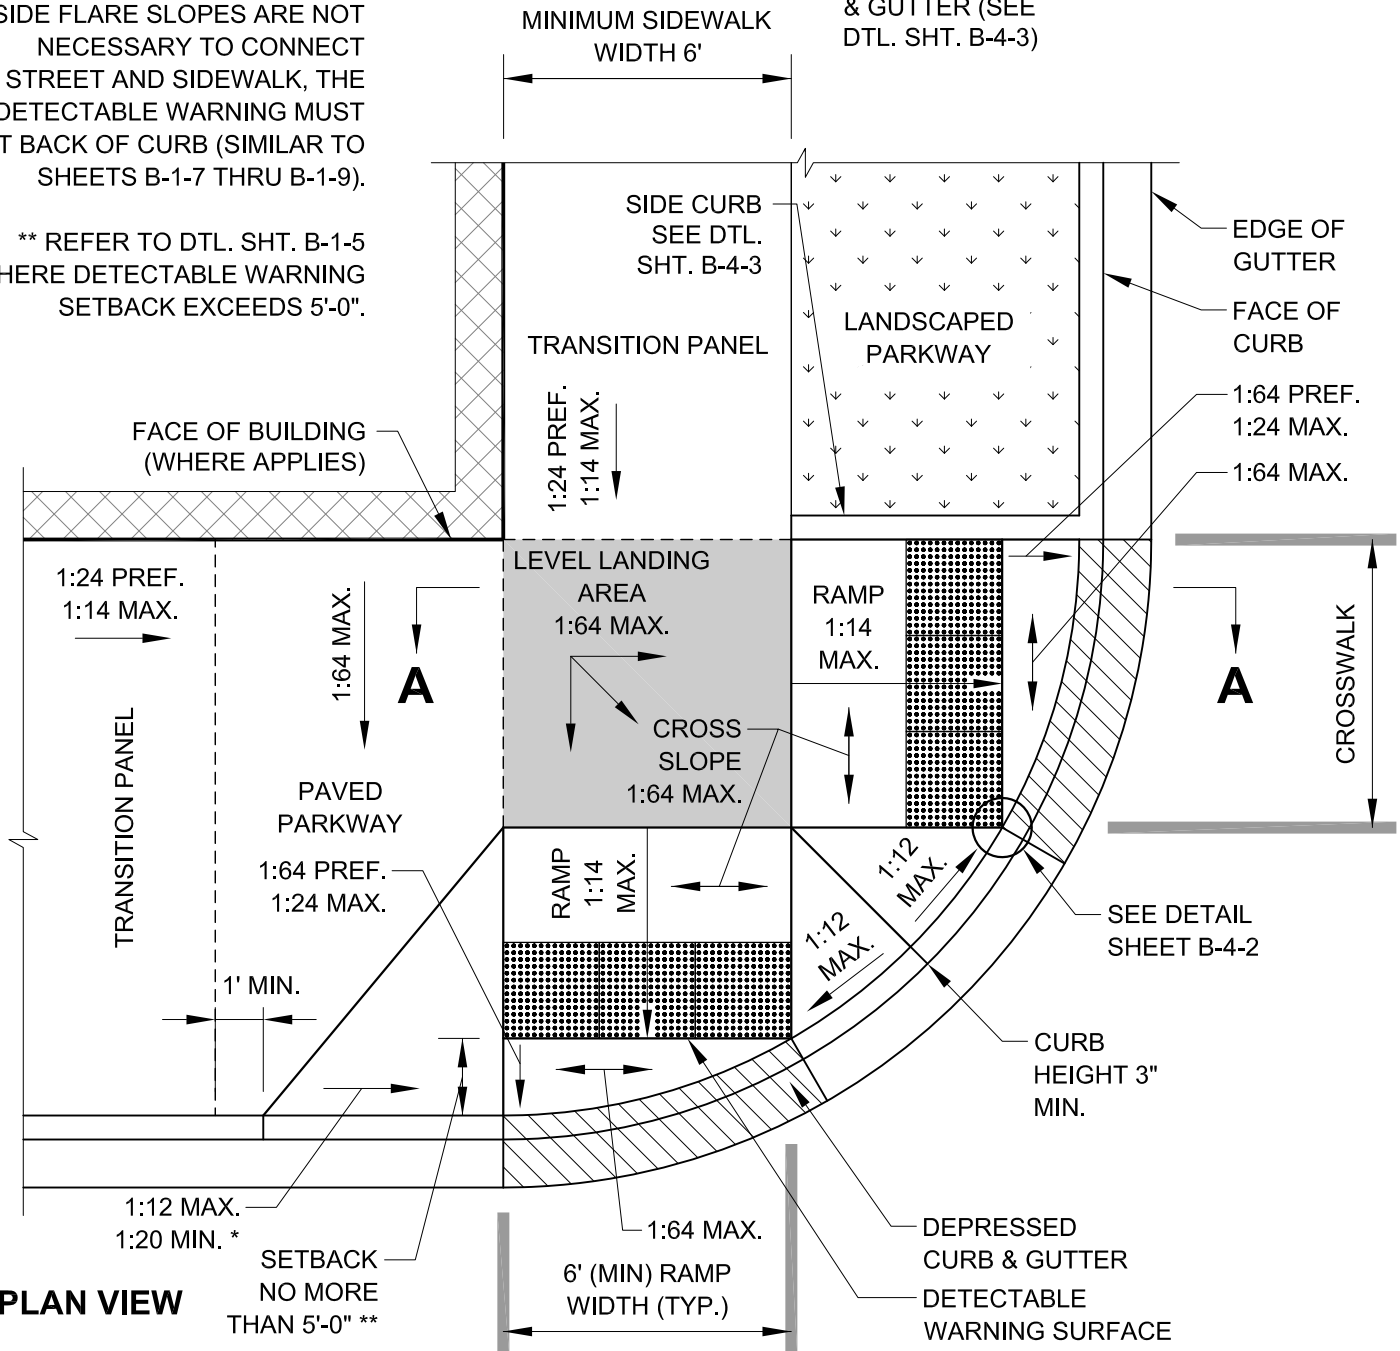 SIDE FLARE SLOPES ARE NOT
NECESSARY TO CONNECT
STREET AND SIDEWALK, THE
DETECTABLE WARNING MUST
BACK OF CURB (SIMILAR TO
SHEETS B-1-7 THRU B-1-9).
** REFER TO DTL. SHT. B-1-5
DETECTABLE WARNING
SETBACK EXCEEDS 5'-0".
MINIMUM SIDEWALK
WIDTH 6'
& GUTTER (SEE
DTL. SHT. B-4-3)
SIDE CURB
SEE DTL.
SHT. B-4-3
EDGE OF
GUTTER
FACE OF
CURB
LANDSCAPED
PARKWAY
TRANSITION PANEL
1:24 PREF.
1:14 MAX.
1:64 PREF.
1:24 MAX.
1:64 MAX.
FACE OF BUILDING
(WHERE APPLIES)
1:24 PREF.
1:14 MAX.
1:64 MAX.
A
LEVEL LANDING
AREA
1:64 MAX.
RAMP
1:14
MAX.
A
CROSSWALK
TRANSITION PANEL
PAVED
PARKWAY
CROSS
SLOPE
1:64 MAX.
1:64 PREF.
1:24 MAX.
RAMP
1:14
MAX.
1:12
MAX.
1:12
MAX.
SEE DETAIL
SHEET B-4-2
1' MIN.
CURB
HEIGHT 3"
MIN.
1:12 MAX.
1:20 MIN. *
SETBACK
NO MORE
THAN 5'-0" **
1:64 MAX.
6' (MIN) RAMP
WIDTH (TYP.)
DEPRESSED
CURB & GUTTER
DETECTABLE
WARNING SURFACE
PLAN VIEW